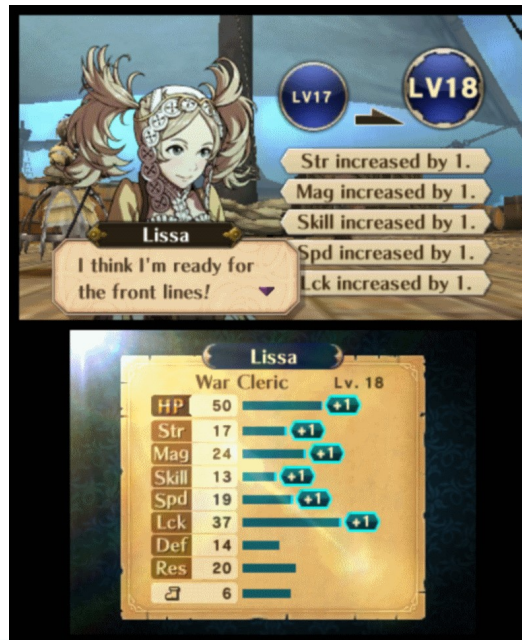 LV17
LV18
Str increased by 1.
Mag increased by 1.
Skill increased by 1.
Spd increased by 1.
Lck increased by 1.
Lissa
I think I'm ready for
the front lines!
Lissa
War Cleric Lv. 18
HP 50 +1
Str 17 +1
Mag 24 +1
Skill 13 +1
Spd 19 +1
Lck 37 +1
Def 14
Res 20
6